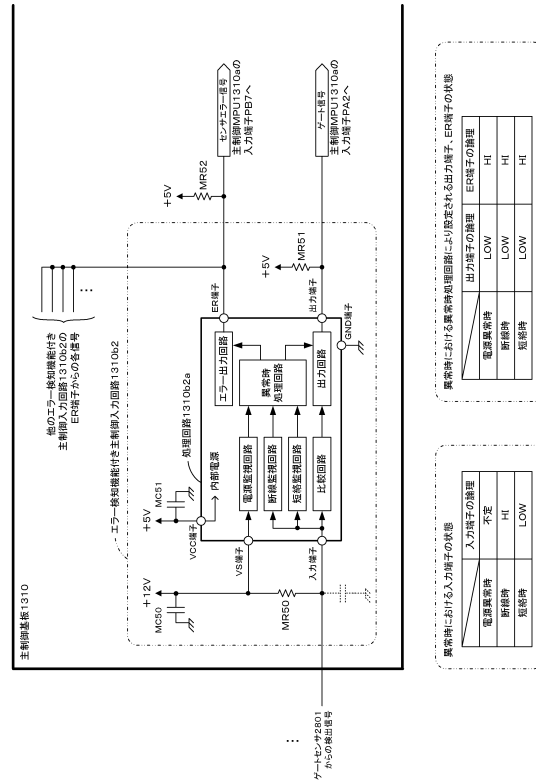 主制御基板1310
他のエラー検知機能付き
主制御入力回路1310b2の
ER端子からの各信号
…
エラー検知機能付き主制御入力回路1310b2
処理回路1310b2a
+12V
MC50
+5V
MC51
VCC端子
内部電源
VS端子
入力端子
MR50
電源監視回路
断線監視回路
短絡監視回路
比較回路
異常時
処理回路
エラー出力回路
出力回路
ER端子
出力端子
GND端子
+5V
MR51
+5V
MR52
センサエラー信号
主制御MPU1310aの
入力端子PB7へ
ゲート信号
主制御MPU1310aの
入力端子PA2へ
…
ゲートセンサ2801
からの検出信号
異常時における入力端子の状態
入力端子の論理
電源異常時 不定
断線時 HI
短絡時 LOW
異常時における異常時処理回路により設定される出力端子、ER端子の状態
出力端子の論理 ER端子の論理
電源異常時 LOW HI
断線時 LOW HI
短絡時 LOW HI